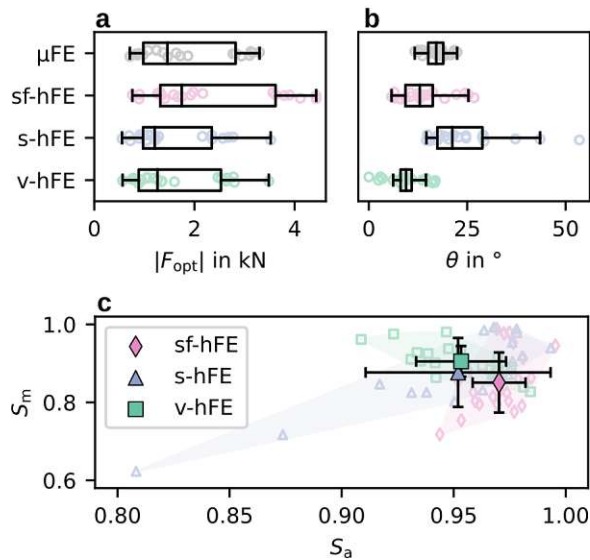 a
b
µFE
sf-hFE
s-hFE
v-hFE
0 2 4
0 25 50
|F_opt| in kN
θ in °
c
1.0
0.8
0.6
S_m
sf-hFE
s-hFE
v-hFE
0.80 0.85 0.90 0.95 1.00
S_a